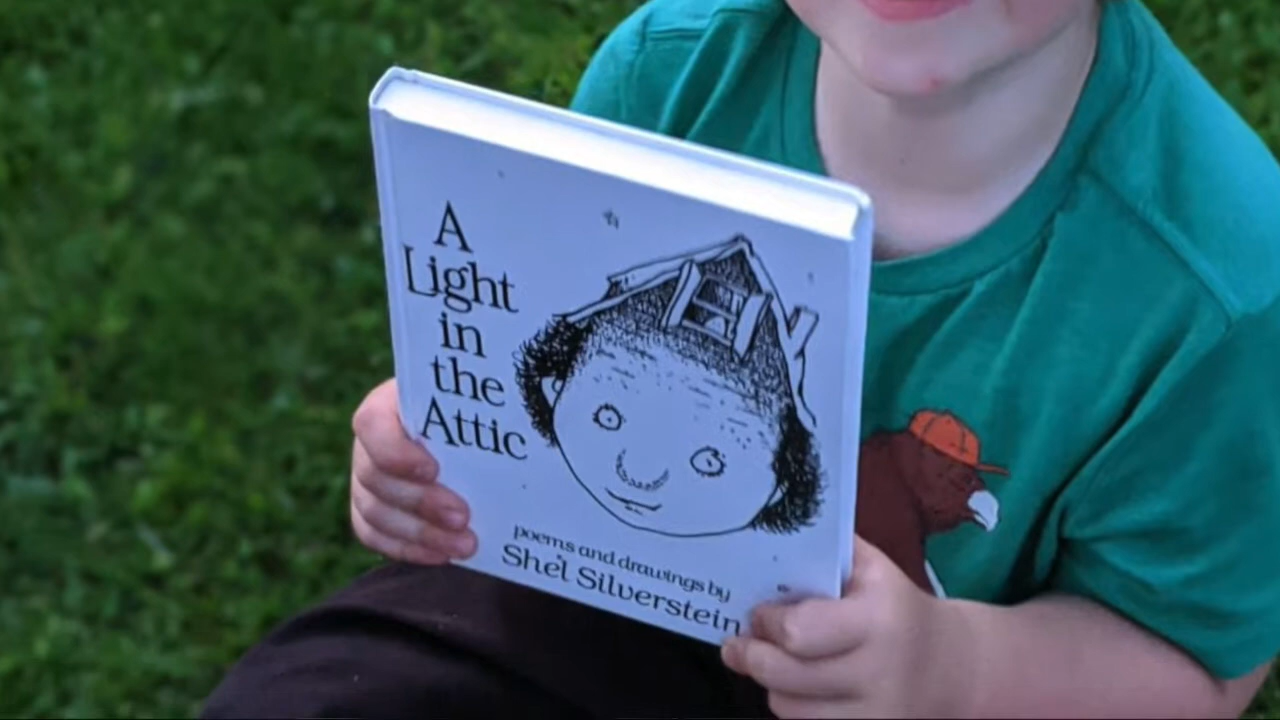 A
Light
in
the
Attic
poems and drawings by
Shel Silverstein